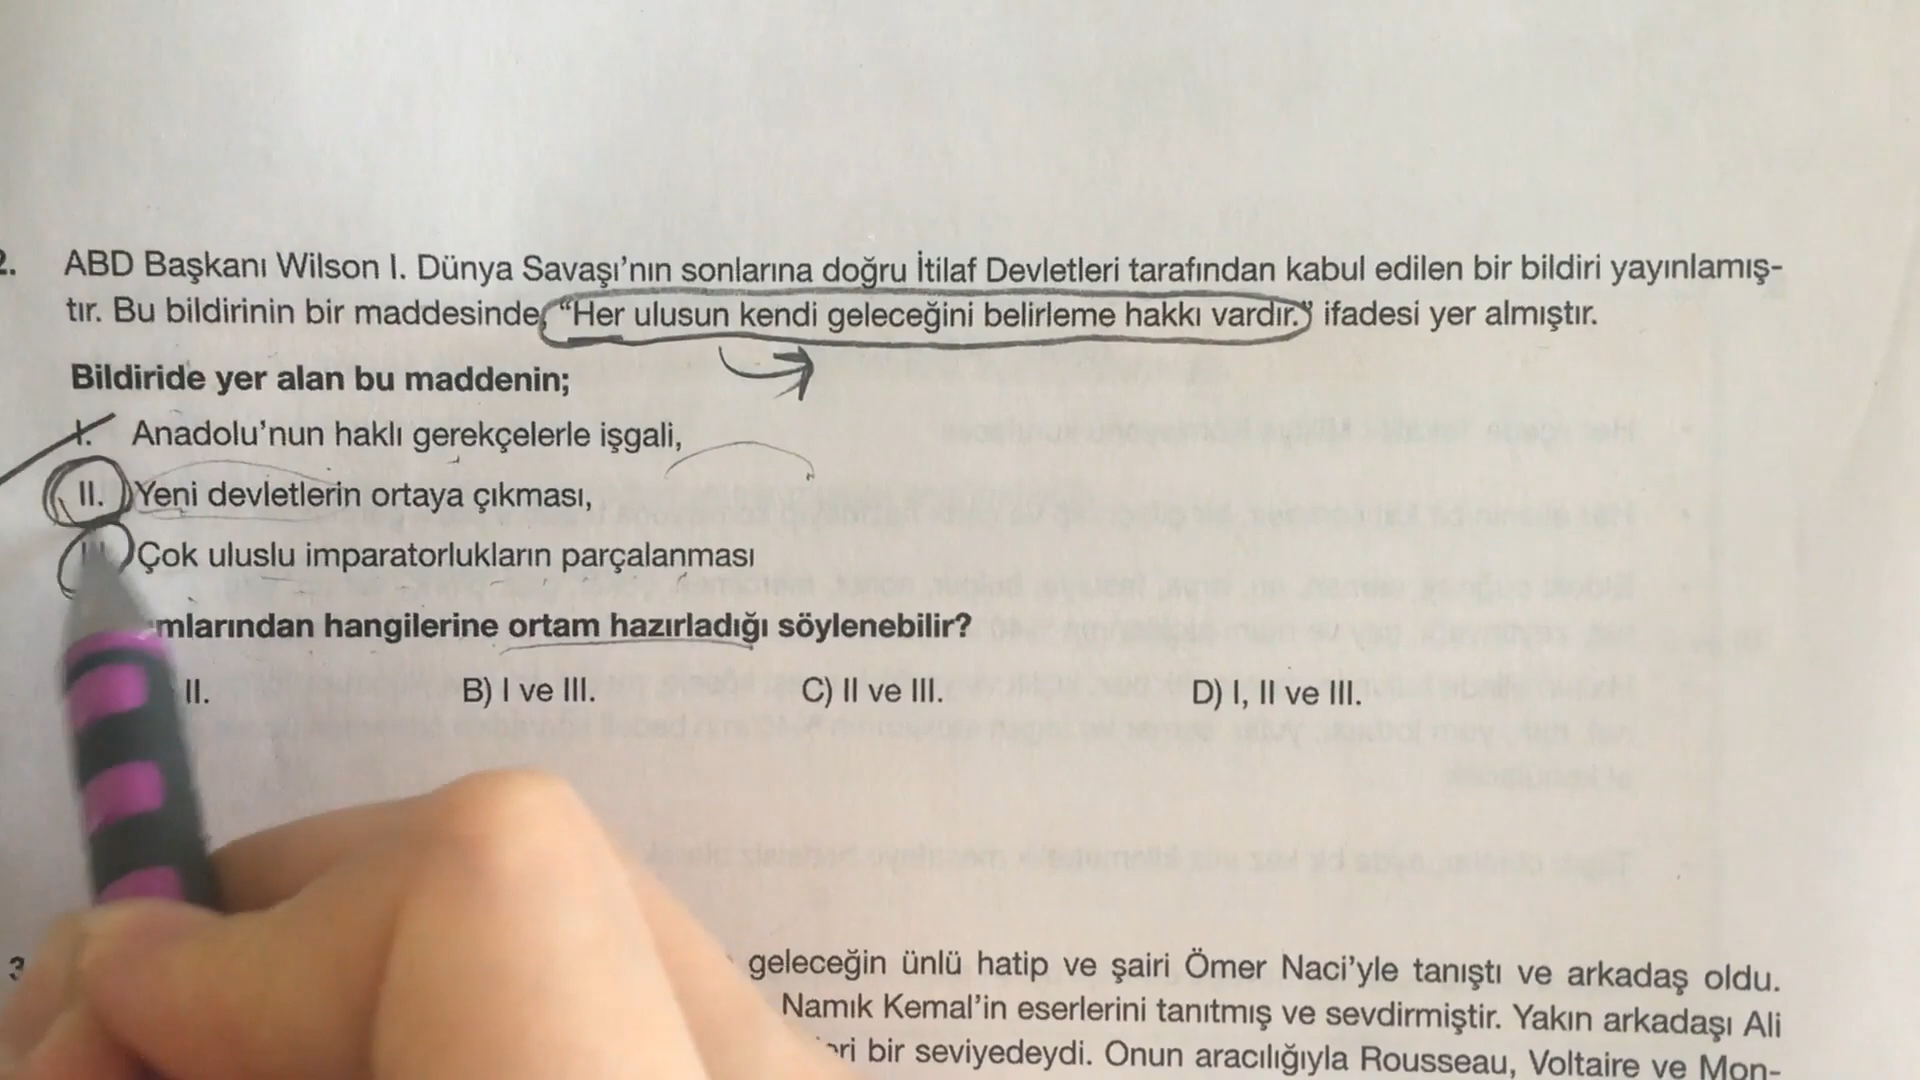 2. ABD Başkanı Wilson I. Dünya Savaşı’nın sonlarına doğru İtilaf Devletleri tarafından kabul edilen bir bildiri yayınlamış-
tır. Bu bildirinin bir maddesinde, “Her ulusun kendi geleceğini belirleme hakkı vardır.” ifadesi yer almıştır.
Bildiride yer alan bu maddenin;
I. Anadolu’nun haklı gerekçelerle işgali,
II. Yeni devletlerin ortaya çıkması,
Çok uluslu imparatorlukların parçalanması
hangilerine ortam hazırladığı söylenebilir?
II. B) I ve III. C) II ve III. D) I, II ve III.
3 geleceğin ünlü hatip ve şairi Ömer Naci’yle tanıştı ve arkadaş oldu.
Namık Kemal’in eserlerini tanıtmış ve sevdirmiştir. Yakın arkadaşı Ali
bir seviyedeydi. Onun aracılığıyla Rousseau, Voltaire ve Mon-